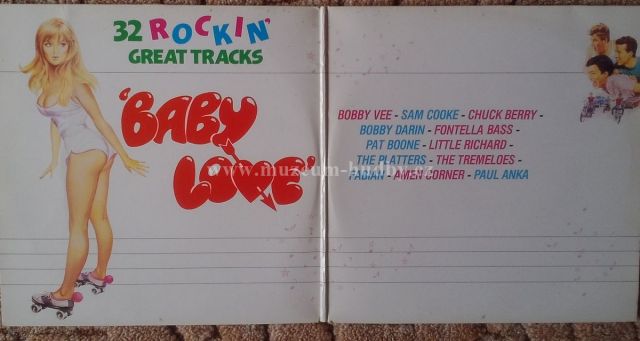 32 ROCKIN'
GREAT TRACKS
'BABY
LOVE'
BOBBY VEE - SAM COOKE - CHUCK BERRY -
BOBBY DARIN - FONTELLA BASS -
PAT BOONE - LITTLE RICHARD -
THE PLATTERS - THE TREMELOES -
FABIAN - AMEN CORNER - PAUL ANKA